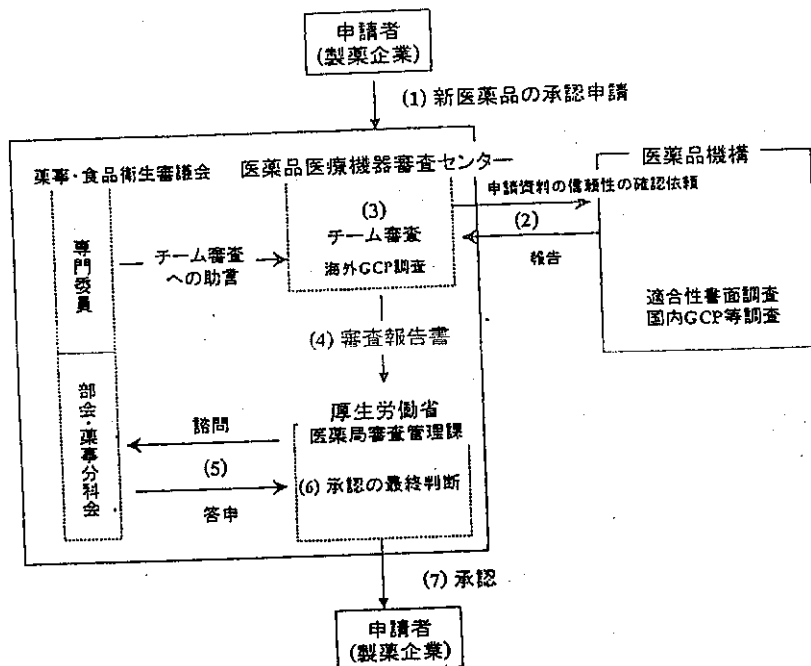 申請者
(製薬企業)
(1) 新医薬品の承認申請
薬事・食品衛生審議会
医薬品医療機器審査センター
医薬品機構
申請資料の信頼性の確認依頼
(2)
報告
(3)
チーム審査
海外GCP調査
専門委員
チーム審査
への助言
適合性書面調査
国内GCP等調査
(4) 審査報告書
厚生労働省
医薬局審査管理課
部会・薬事分科会
諮問
(5)
答申
(6) 承認の最終判断
(7) 承認
申請者
(製薬企業)